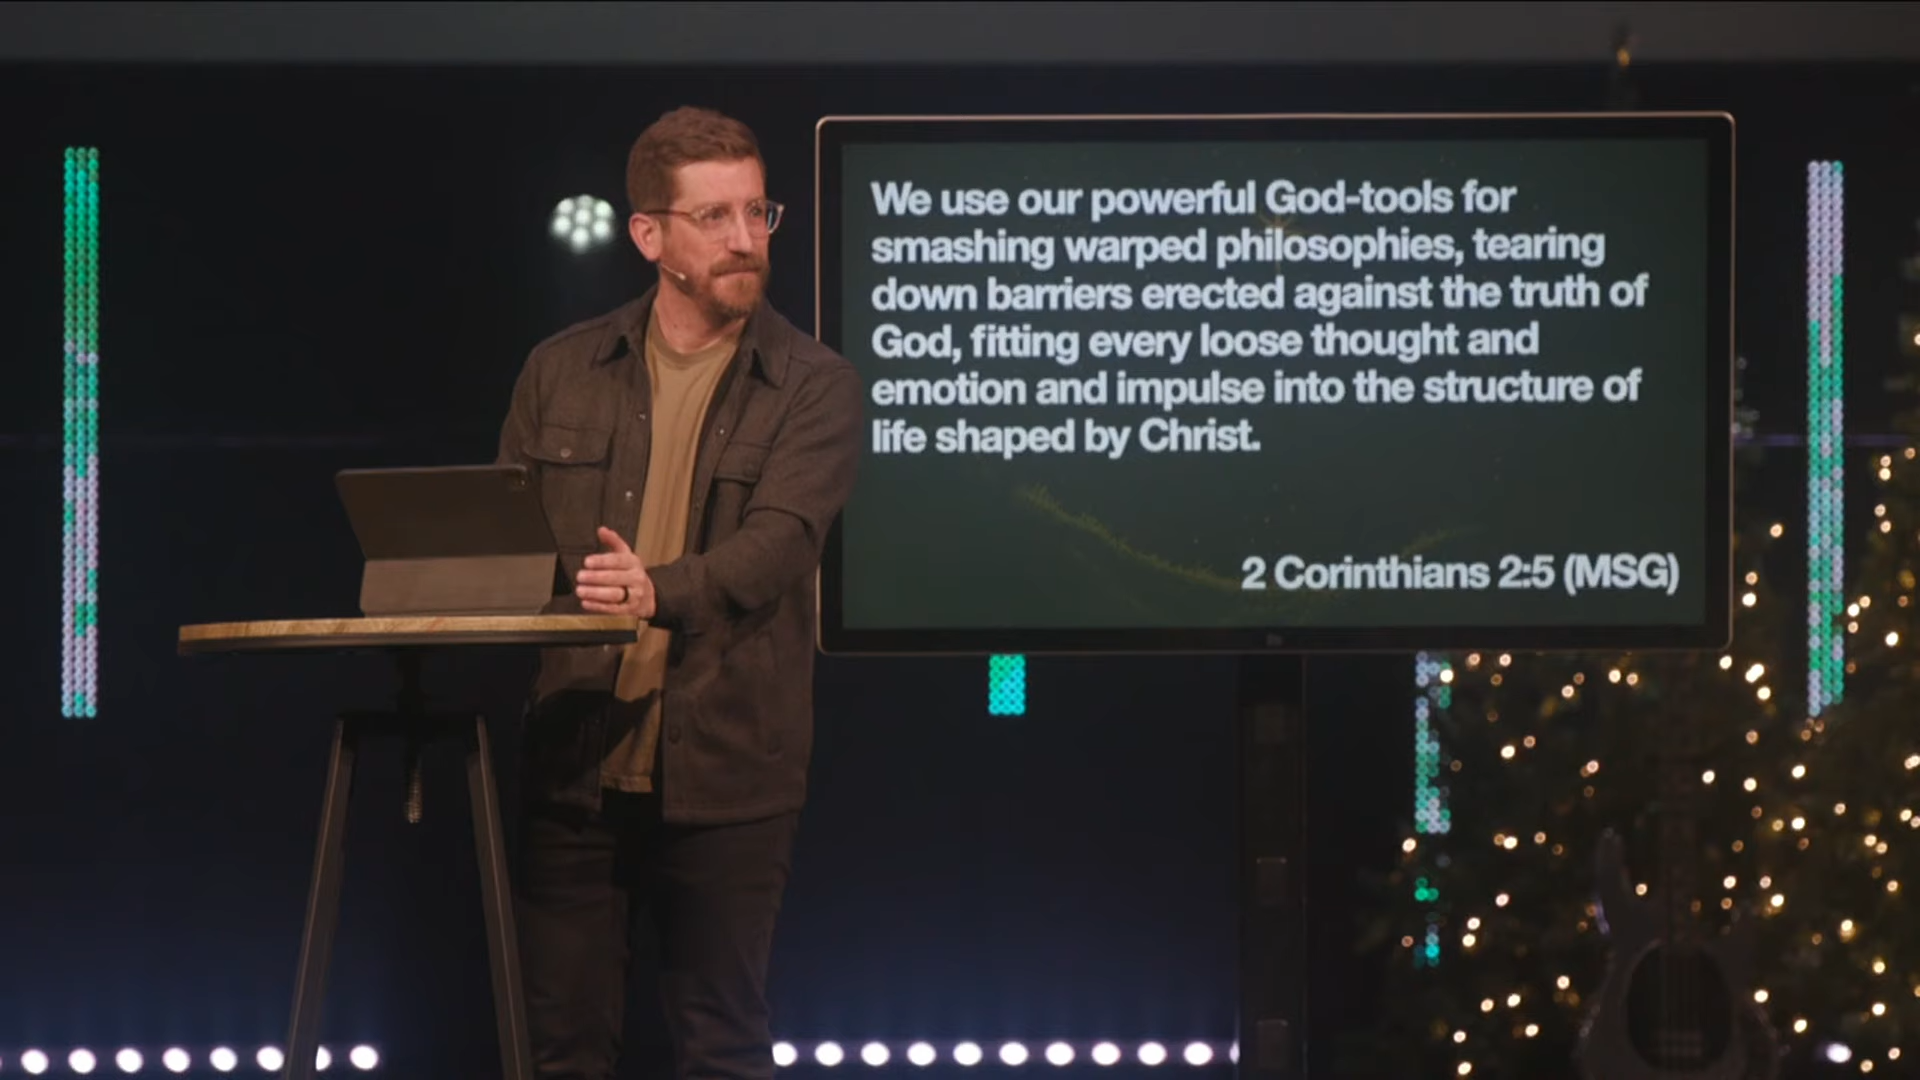 We use our powerful God-tools for
smashing warped philosophies, tearing
down barriers erected against the truth of
God, fitting every loose thought and
emotion and impulse into the structure of
life shaped by Christ.
2 Corinthians 2:5 (MSG)